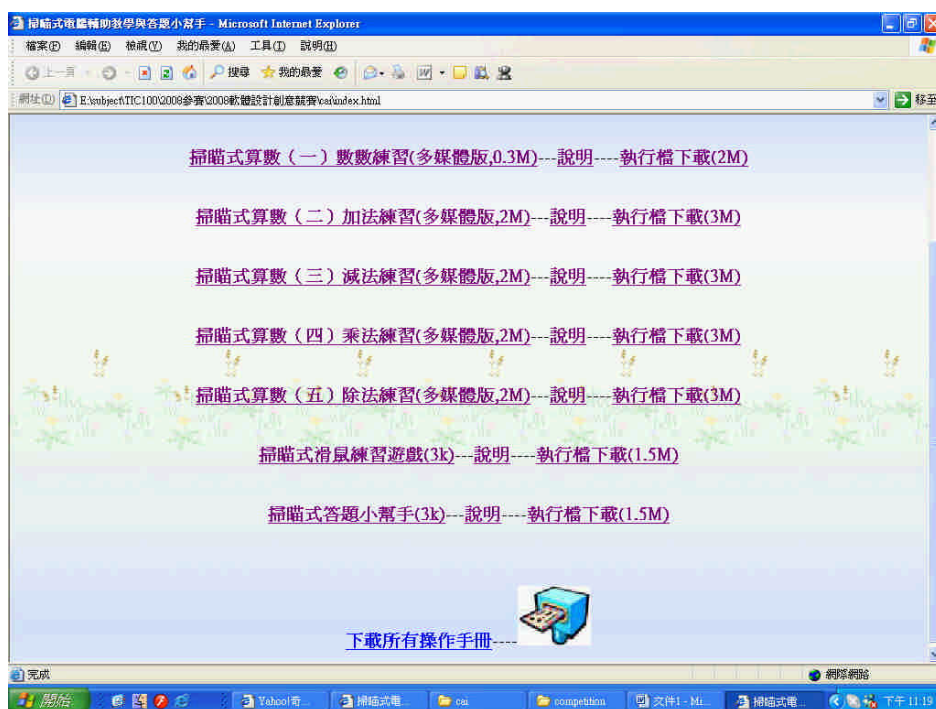 掃瞄式電腦輔助教學與答題小幫手 - Microsoft Internet Explorer
檔案(F) 編輯(E) 檢視(V) 我的最愛(A) 工具(T) 說明(H)
上一頁 搜尋 我的最愛
網址(D) E:\subject\TIC100\2008參賽\2008軟體設計創意競賽\cai\index.html 移至
掃瞄式算數（一）數數練習(多媒體版,0.3M)---說明----執行檔下載(2M)
掃瞄式算數（二）加法練習(多媒體版,2M)---說明----執行檔下載(3M)
掃瞄式算數（三）減法練習(多媒體版,2M)---說明----執行檔下載(3M)
掃瞄式算數（四）乘法練習(多媒體版,2M)---說明----執行檔下載(3M)
掃瞄式算數（五）除法練習(多媒體版,2M)---說明----執行檔下載(3M)
掃瞄式滑鼠練習遊戲(3k)---說明----執行檔下載(1.5M)
掃瞄式答題小幫手(3k)---說明----執行檔下載(1.5M)
下載所有操作手冊----
完成 網際網路
開始 Yahoo!奇... 掃瞄式電... cai competition 文件1 - Mi... 掃瞄式電... 下午 11:19